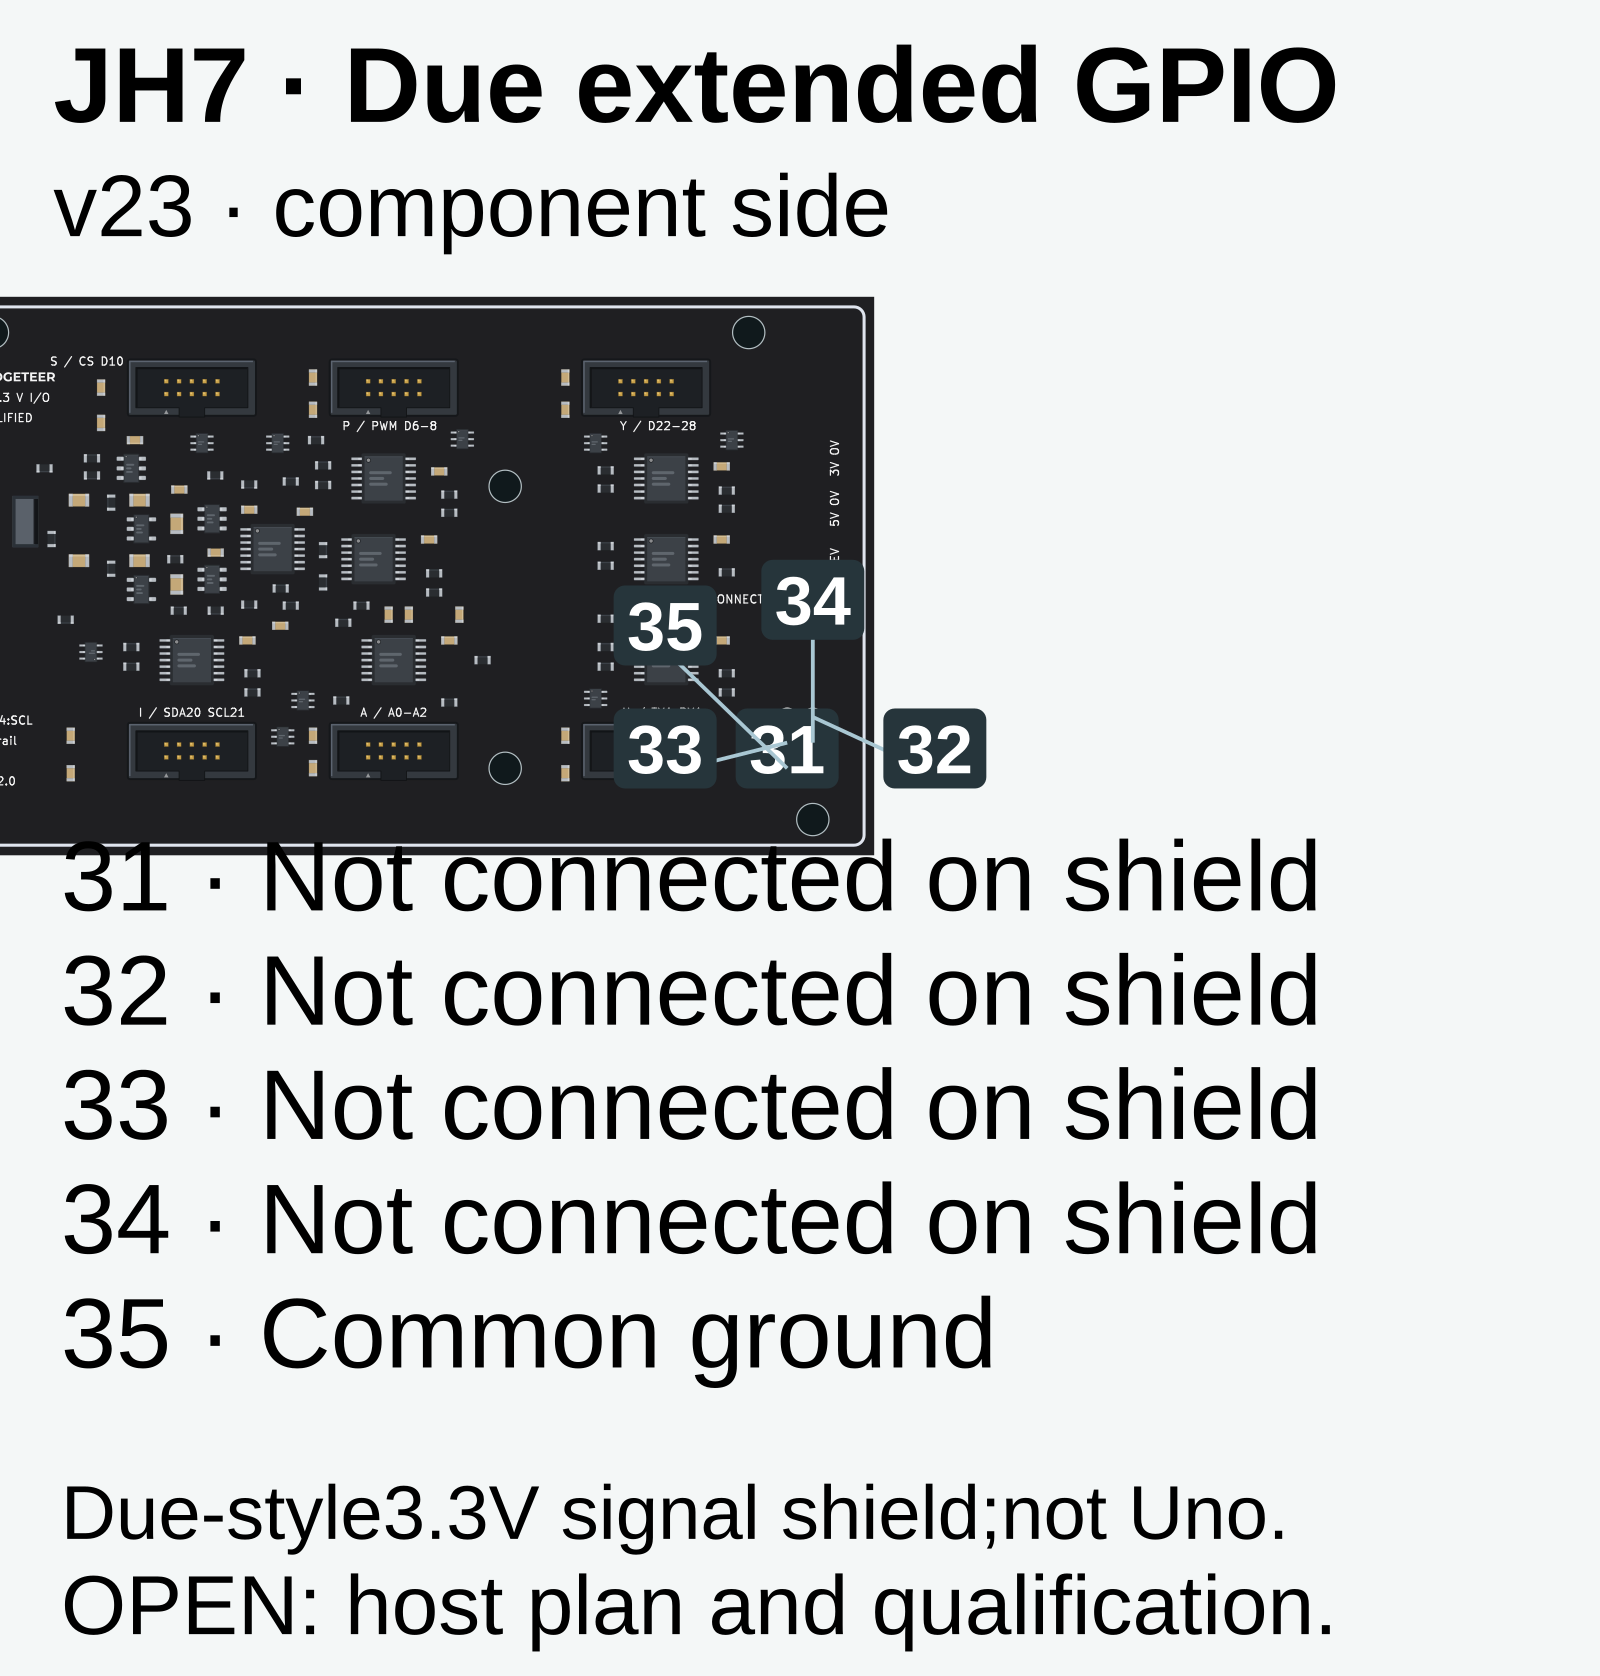 JH7 · Due extended GPIO
v23 · component side
S / CS D10
P / PWM D6-8
Y / D22-28
3V 0V
5V 0V
34
35
I / SDA20 SCL21
A / A0-A2
33
31
32
31 · Not connected on shield
32 · Not connected on shield
33 · Not connected on shield
34 · Not connected on shield
35 · Common ground
Due-style3.3V signal shield;not Uno.
OPEN: host plan and qualification.